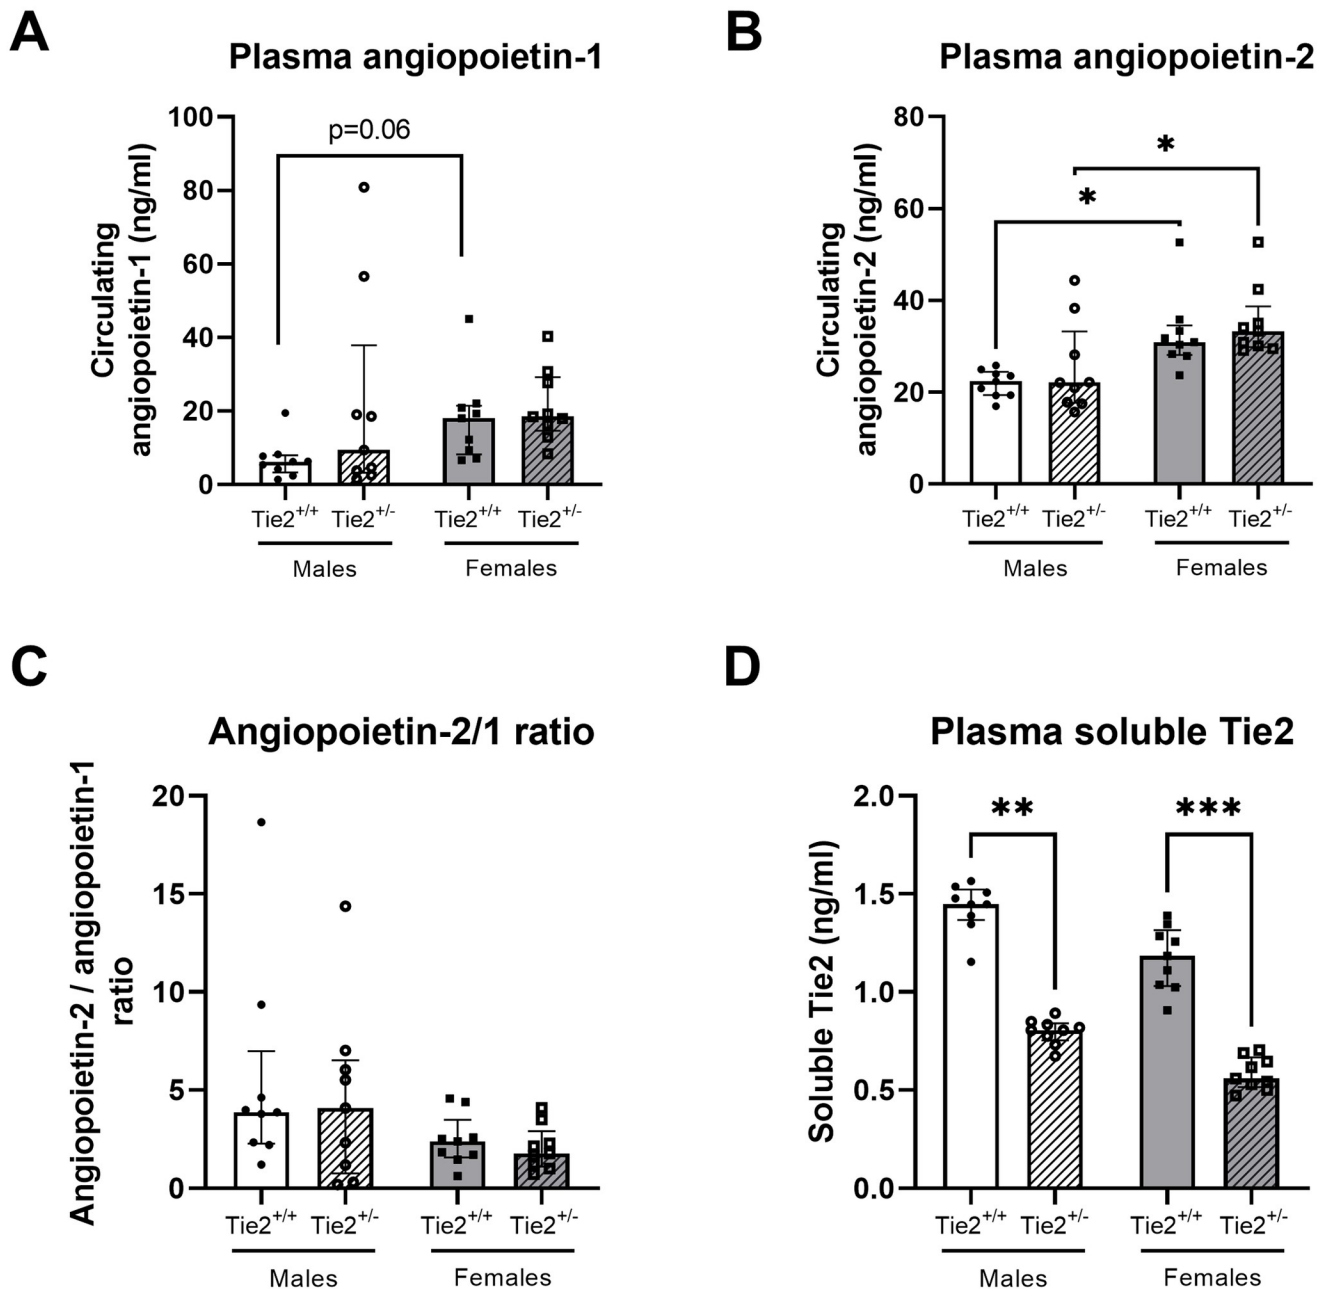 A
Plasma angiopoietin-1
Circulating
angiopoietin-1 (ng/ml)
100
80
60
40
20
0
p=0.06
Tie2+/+ Tie2+/- Tie2+/+ Tie2+/-
Males Females
B
Plasma angiopoietin-2
Circulating
angiopoietin-2 (ng/ml)
80
60
40
20
0
*
*
Tie2+/+ Tie2+/- Tie2+/+ Tie2+/-
Males Females
C
Angiopoietin-2/1 ratio
Angiopoietin-2 / angiopoietin-1
ratio
20
15
10
5
0
Tie2+/+ Tie2+/- Tie2+/+ Tie2+/-
Males Females
D
Plasma soluble Tie2
Soluble Tie2 (ng/ml)
2.0
1.5
1.0
0.5
0.0
** ***
Tie2+/+ Tie2+/- Tie2+/+ Tie2+/-
Males Females